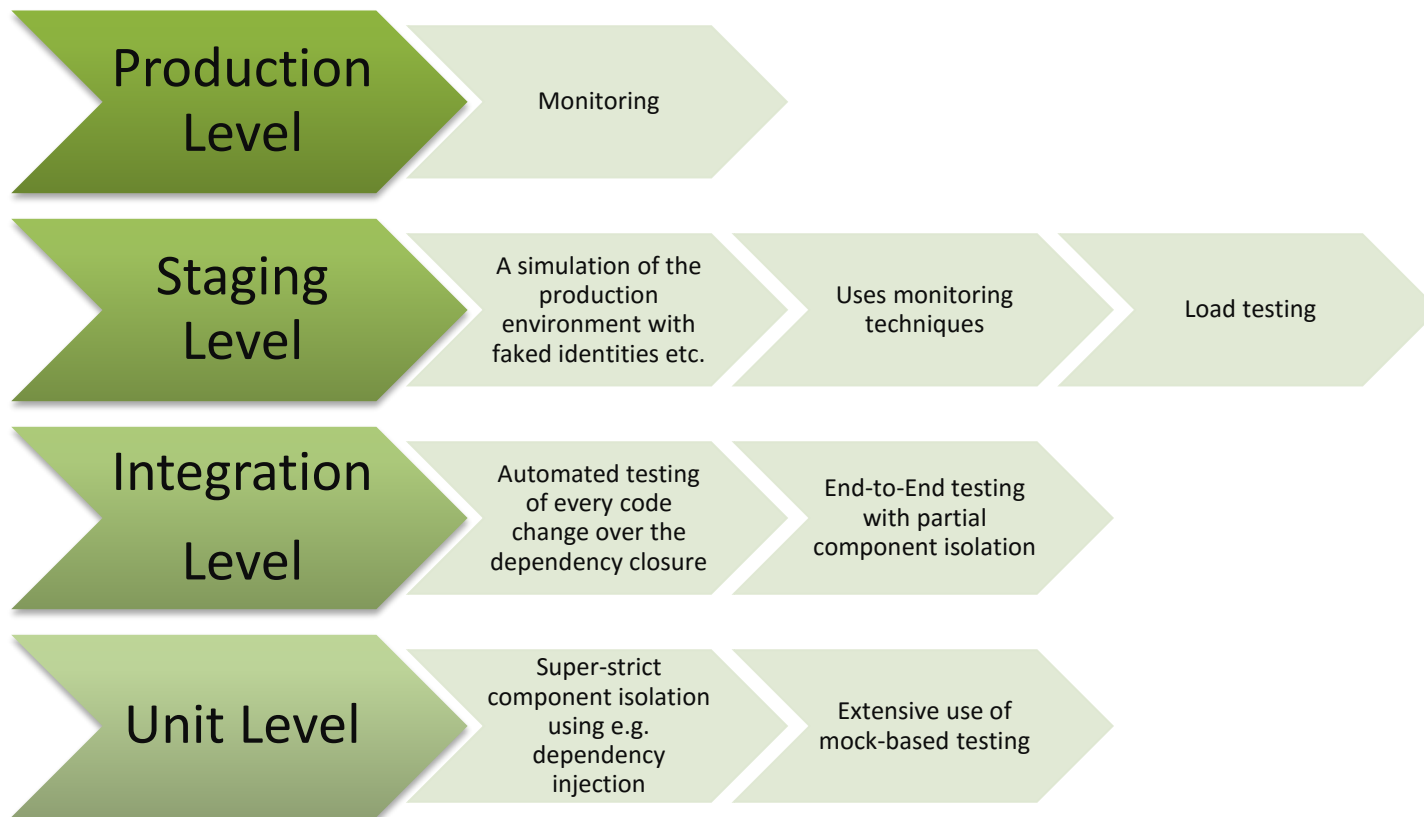 Production
Level
Monitoring
Staging
Level
A simulation of the
production
environment with
faked identities etc.
Uses monitoring
techniques
Load testing
Integration
Level
Automated testing
of every code
change over the
dependency closure
End-to-End testing
with partial
component isolation
Unit Level
Super-strict
component isolation
using e.g.
dependency
injection
Extensive use of
mock-based testing